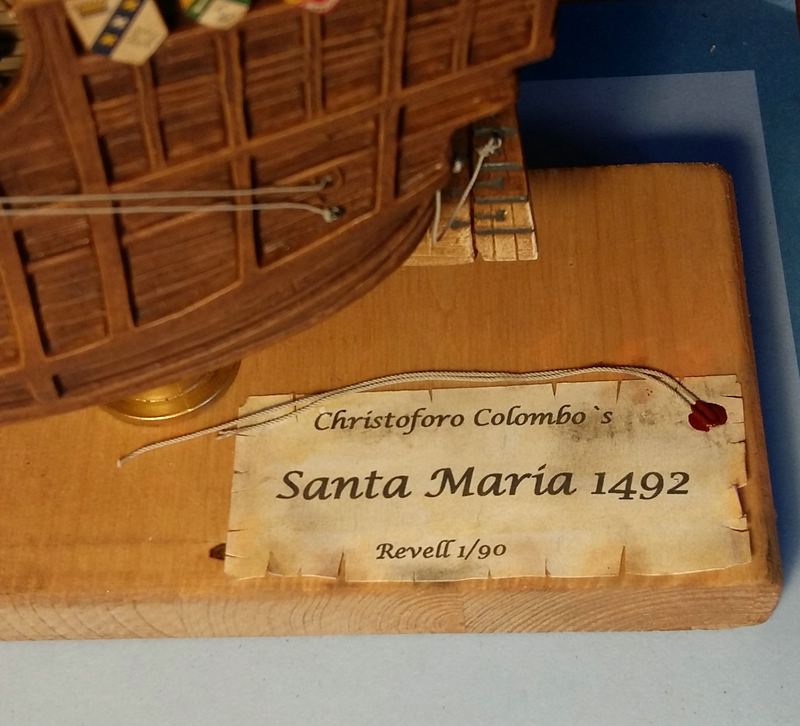 Christoforo Colombo`s
Santa Maria 1492
Revell 1/90